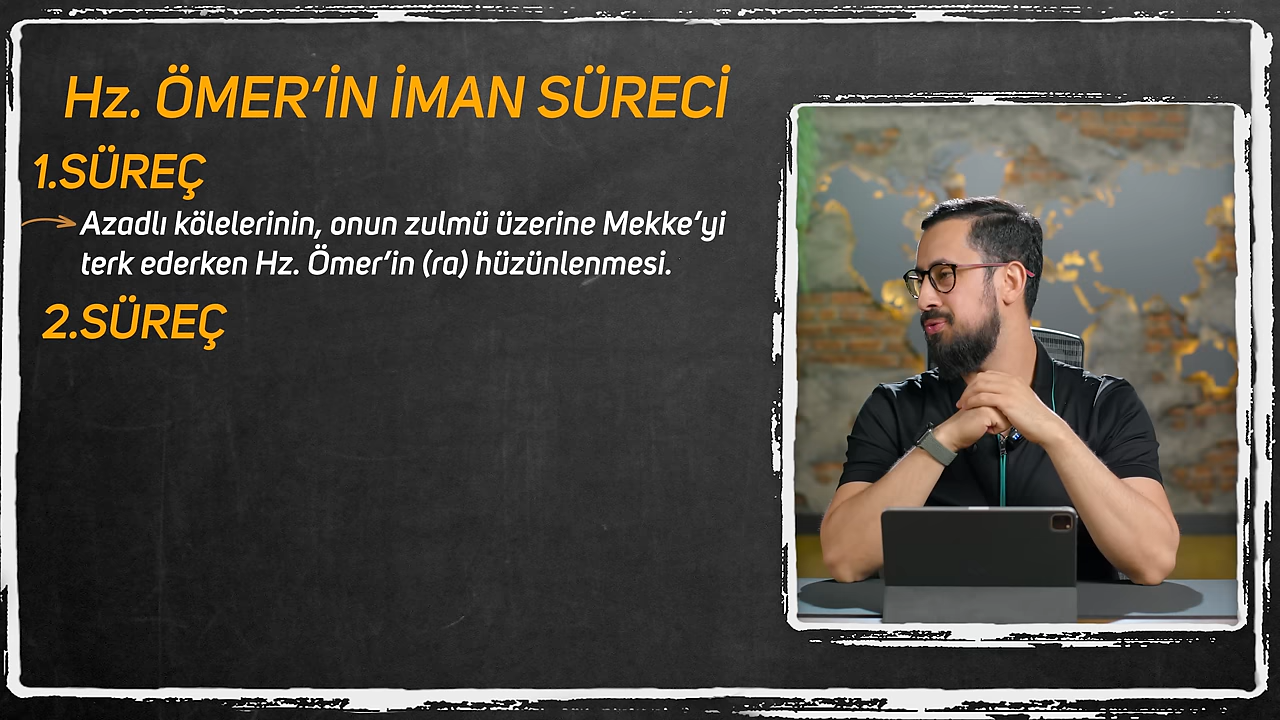 Hz. ÖMER'İN İMAN SÜRECİ
1.SÜREÇ
Azadlı kölelerinin, onun zulmü üzerine Mekke'yi
terk ederken Hz. Ömer'in (ra) hüzünlenmesi.
2.SÜREÇ